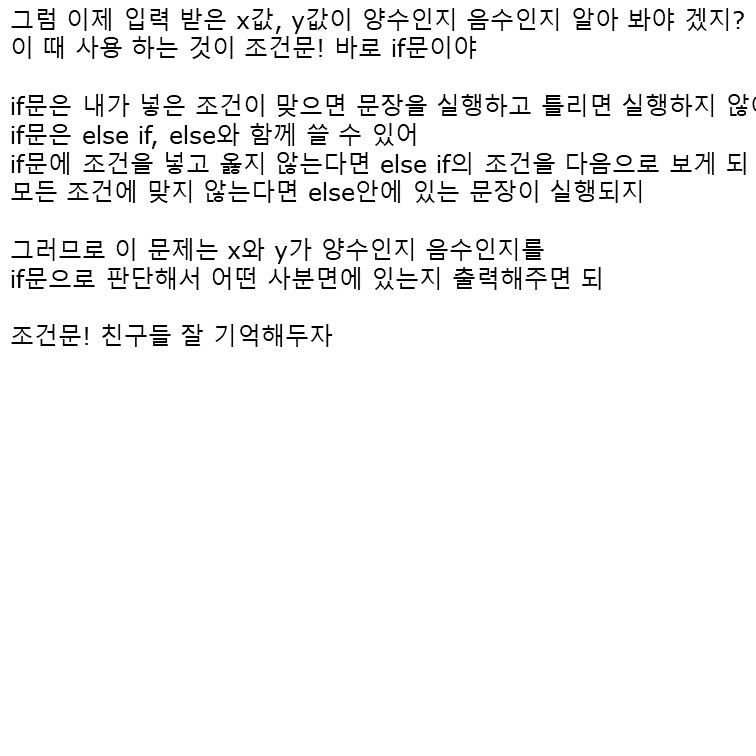 그럼 이제 입력 받은 x값, y값이 양수인지 음수인지 알아 봐야 겠지?
이 때 사용 하는 것이 조건문! 바로 if문이야
if문은 내가 넣은 조건이 맞으면 문장을 실행하고 틀리면 실행하지 않
if문은 else if, else와 함께 쓸 수 있어
if문에 조건을 넣고 옳지 않는다면 else if의 조건을 다음으로 보게 되
모든 조건에 맞지 않는다면 else안에 있는 문장이 실행되지
그러므로 이 문제는 x와 y가 양수인지 음수인지를
if문으로 판단해서 어떤 사분면에 있는지 출력해주면 되
조건문! 친구들 잘 기억해두자